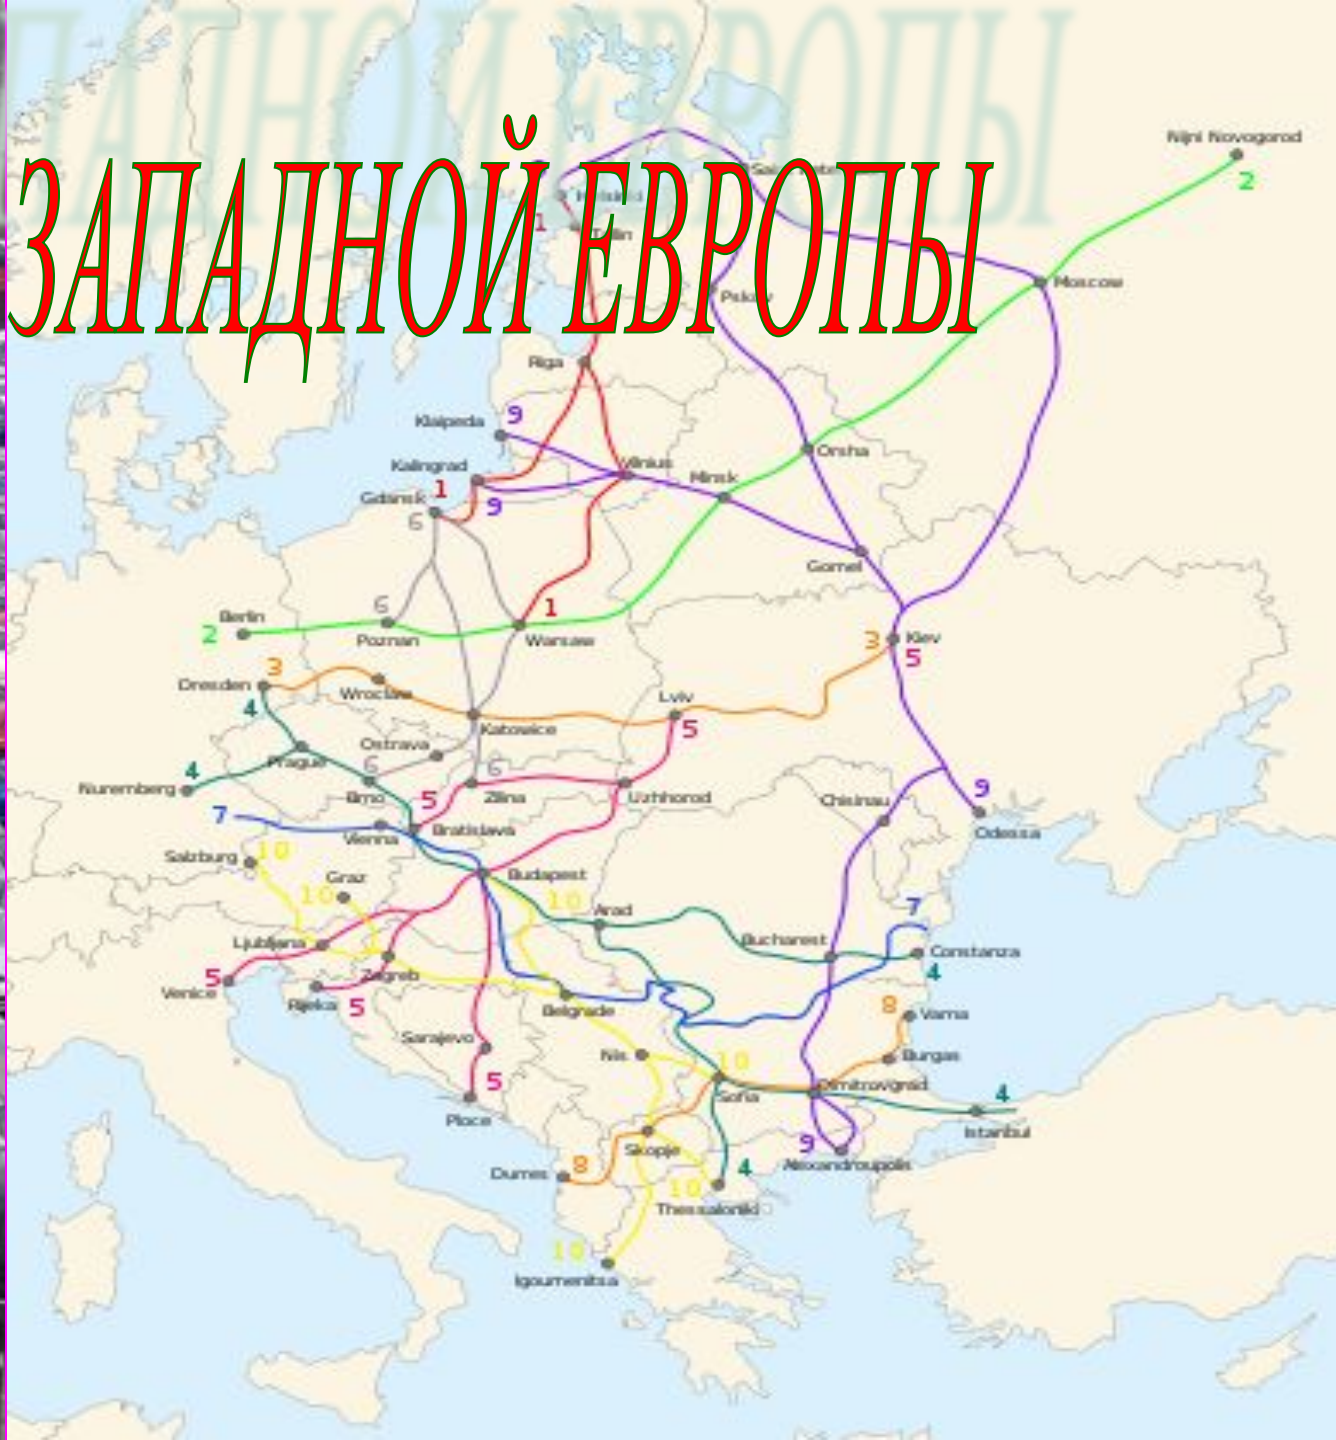 ЗАПАДНОЙ ЕВРОПЫ
Nijni Novogorod
2
Helsinki
1
Tallin
Pskov
Moscow
Riga
Klaipeda
9
Kalingrad
Vilnius
Minsk
Orsha
Gdansk
1
9
6
Gomel
Berlin
6
1
2
Poznan
Warsaw
3
Kiev
5
3
Dresden
Wroclaw
Lviv
4
Katowice
5
Ostrava
Prague
4
6
6
Nuremberg
Brno
Zilina
Uzhhorod
9
5
Chisinau
7
Vienna
Bratislava
Odessa
Salzburg
10
Graz
Budapest
10
10
Arad
7
Ljubljana
Bucharest
Constanza
Zagreb
4
5
Venice
Rijeka
5
Belgrade
8
Varna
Sarajevo
Nis
10
Burgas
5
Sofia
Dimitrovgrad
4
Ploce
Istanbul
Skopje
9
Alexandroupolis
Durres
8
4
10
Thessaloniki
10
Igoumenitsa